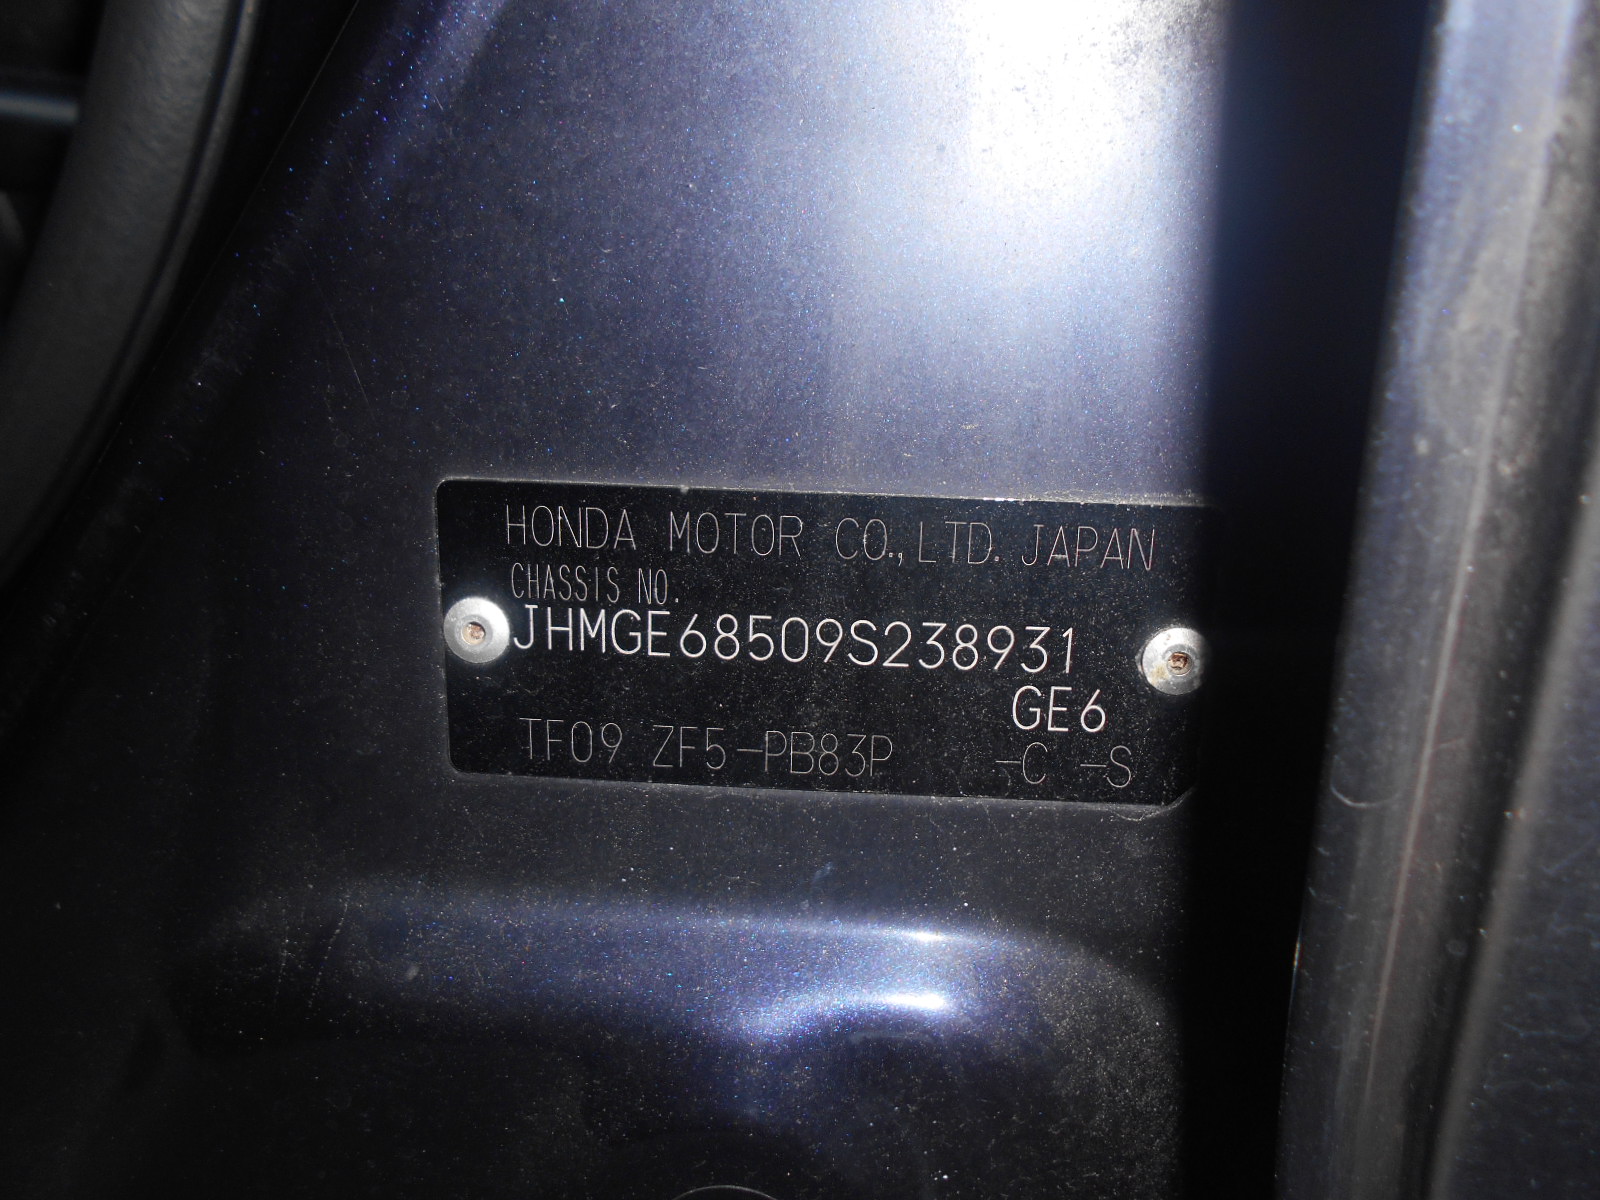 HONDA MOTOR CO.,LTD. JAPAN
CHASSIS NO.
JHMGE68509S238931
GE6
TF09 ZF5-PB83P -C -S